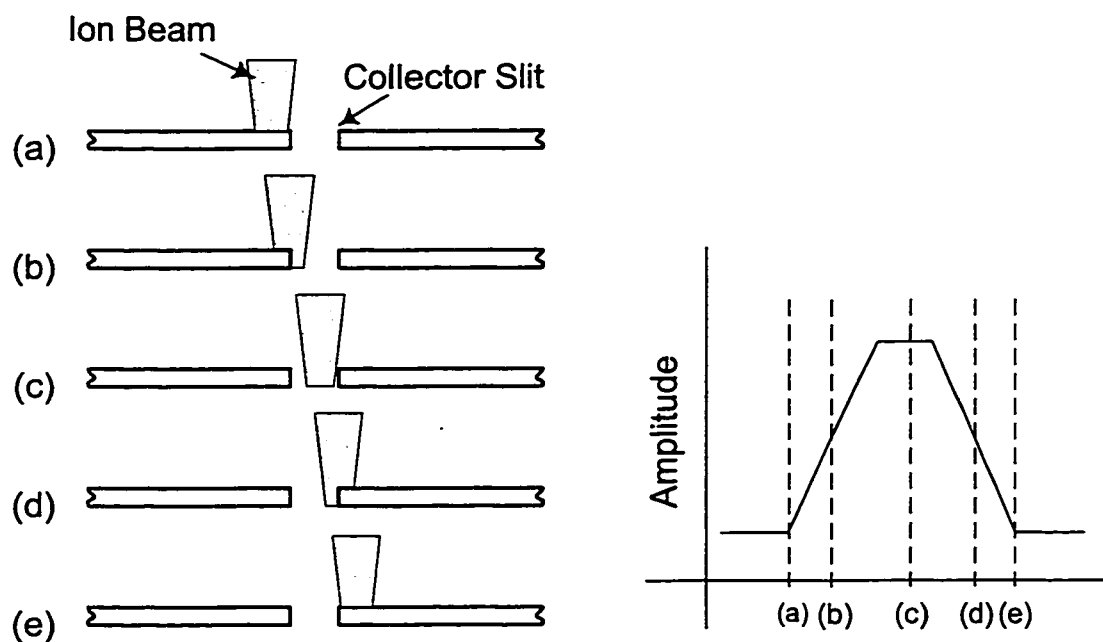 Ion Beam
Collector Slit
(a)
(b)
(c)
(d)
(e)
Amplitude
(a) (b) (c) (d) (e)